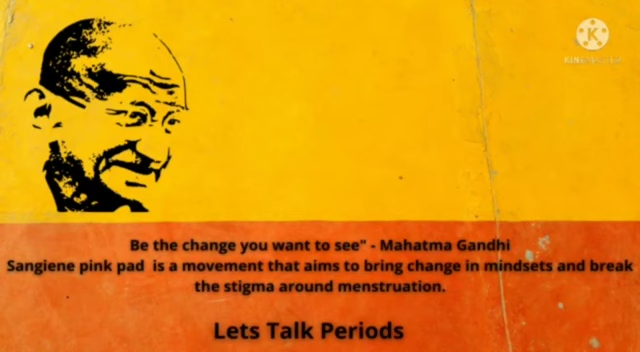 Be the change you want to see" - Mahatma Gandhi
Sangiene pink pad is a movement that aims to bring change in mindsets and break
the stigma around menstruation.
Lets Talk Periods
K